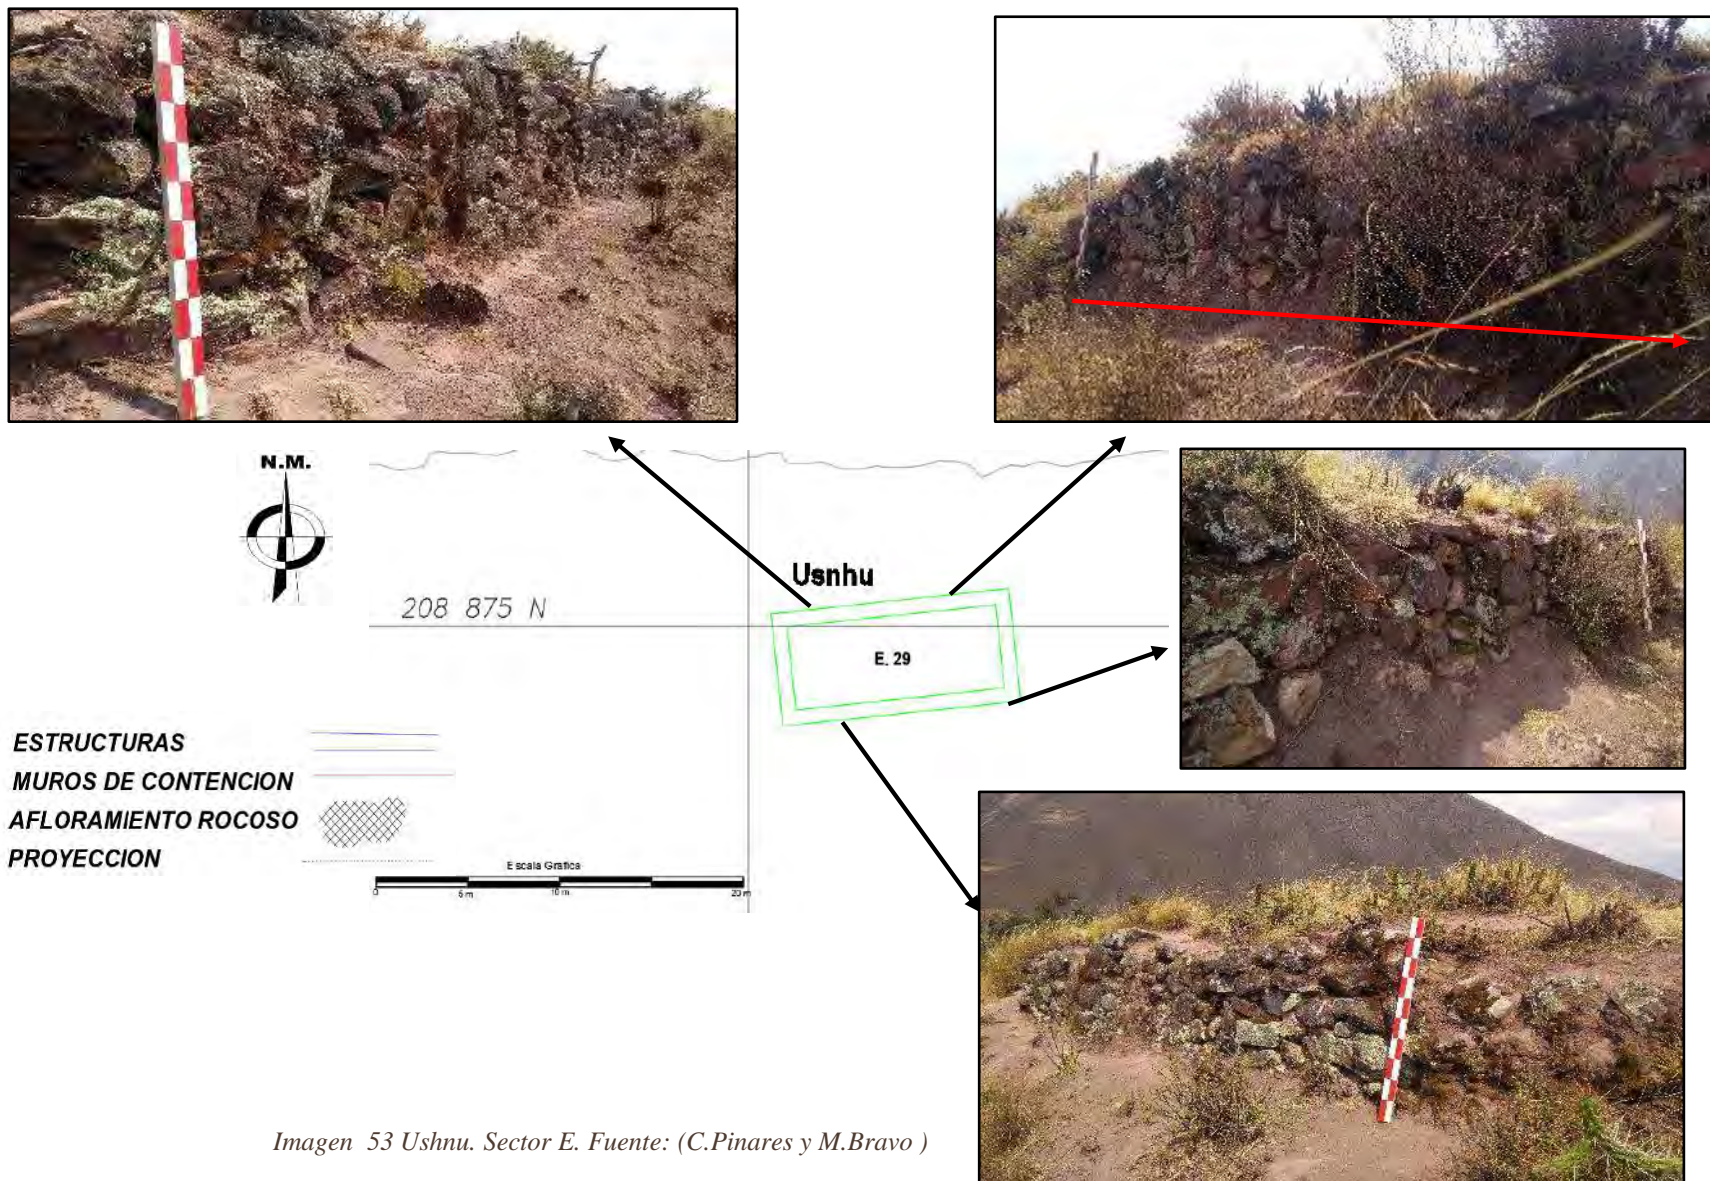 N.M.
Usnhu
208 875 N
E. 29
ESTRUCTURAS
MUROS DE CONTENCION
AFLORAMIENTO ROCOSO
PROYECCION
Escala Grafica
0 5 m 10 m 20 m
Imagen 53 Ushnu. Sector E. Fuente: (C.Pinares y M.Bravo )